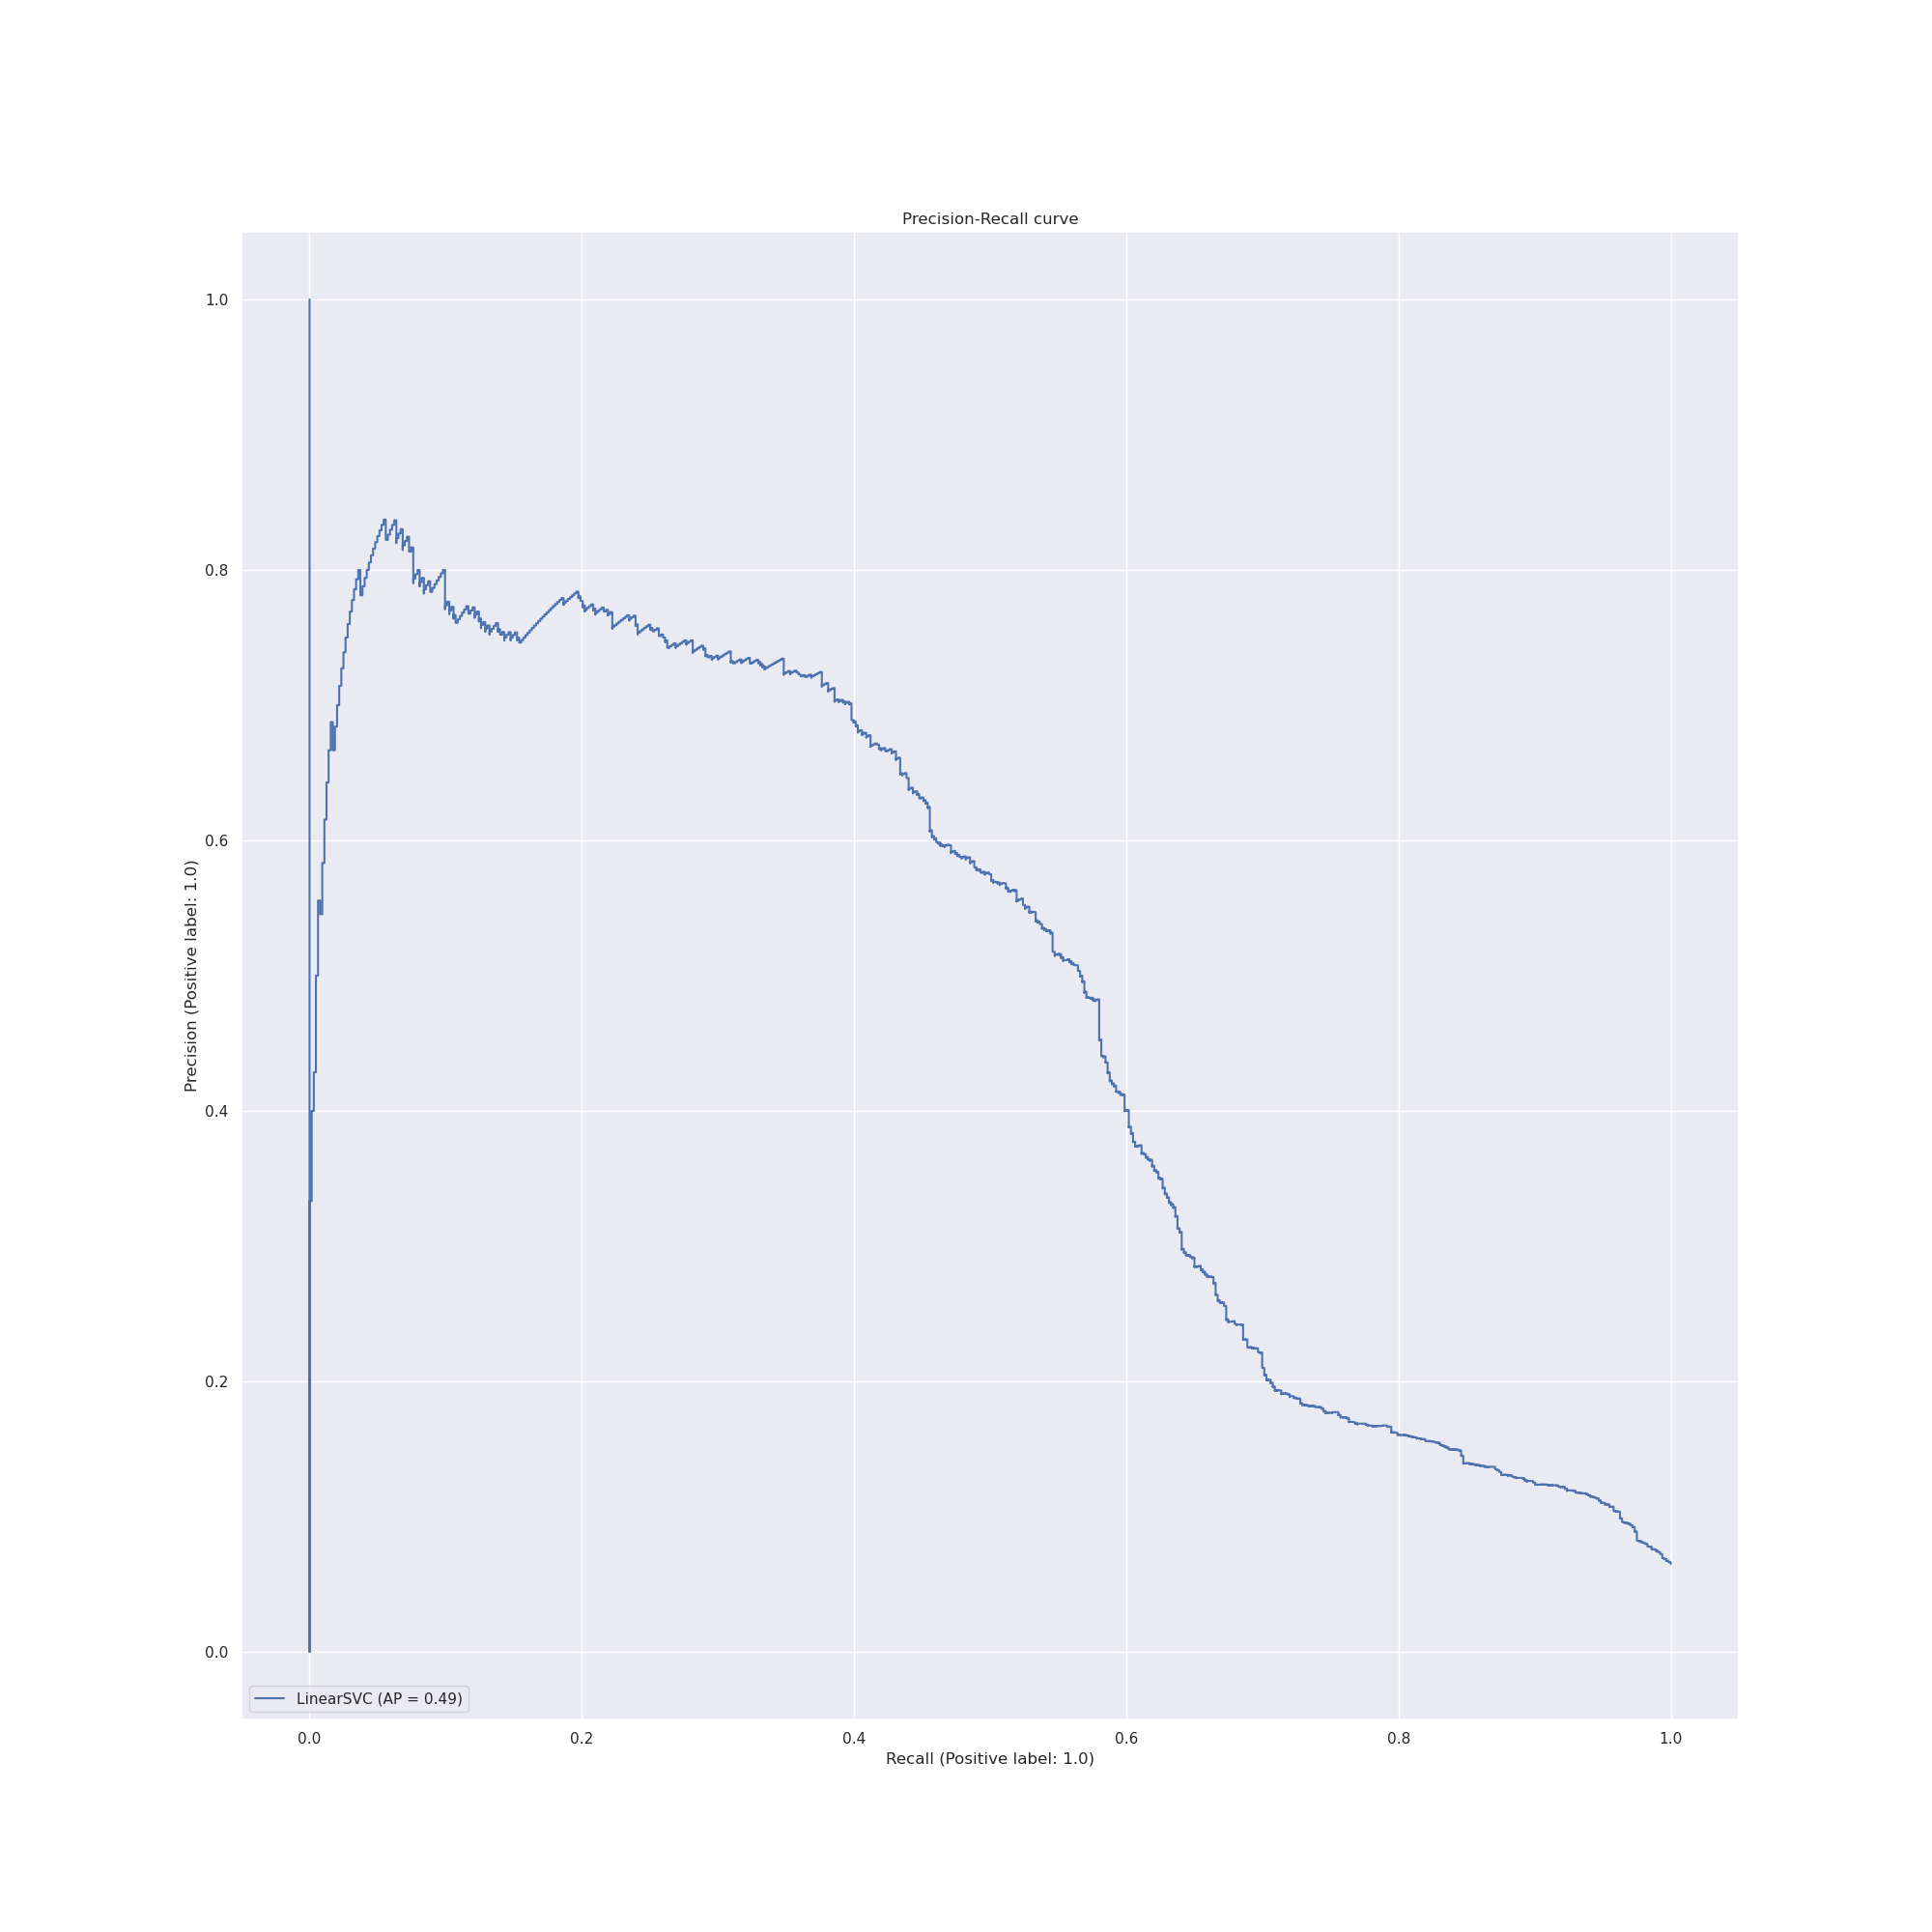 Precision-Recall curve
1.0
0.8
0.6
0.4
0.2
0.0
Precision (Positive label: 1.0)
LinearSVC (AP = 0.49)
0.0 0.2 0.4 0.6 0.8 1.0
Recall (Positive label: 1.0)